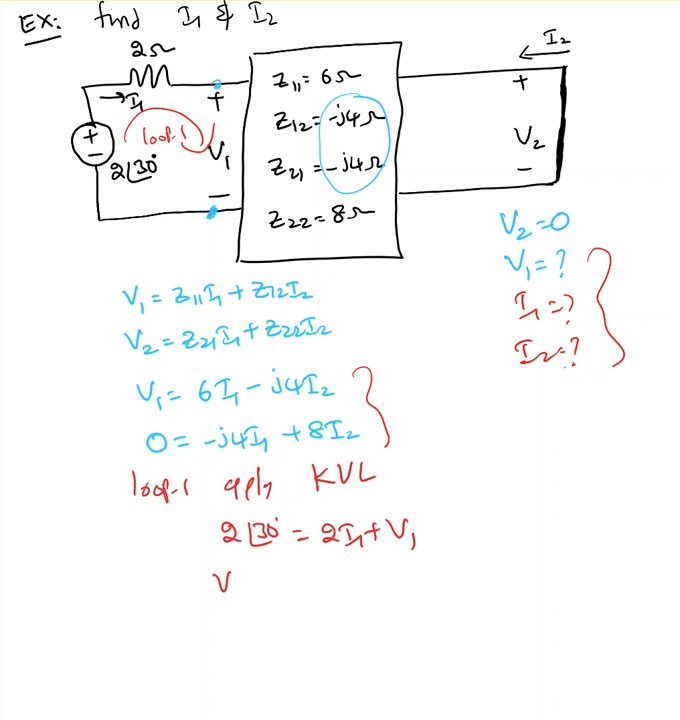 EX: find I₁ & I₂
2Ω
I₂
→I₁
+
loop-1
V₁
−
+
−
2∠30°
Z₁₁ = 6Ω
Z₁₂ = -j4Ω
Z₂₁ = -j4Ω
Z₂₂ = 8Ω
+
V₂
−
V₂=0
V₁=?
I₁=?
I₂=?
V₁ = Z₁₁I₁ + Z₁₂I₂
V₂ = Z₂₁I₁ + Z₂₂I₂
V₁ = 6I₁ - j4I₂
0 = -j4I₁ + 8I₂
loop-1 apply KVL
2∠30° = 2I₁ + V₁
V